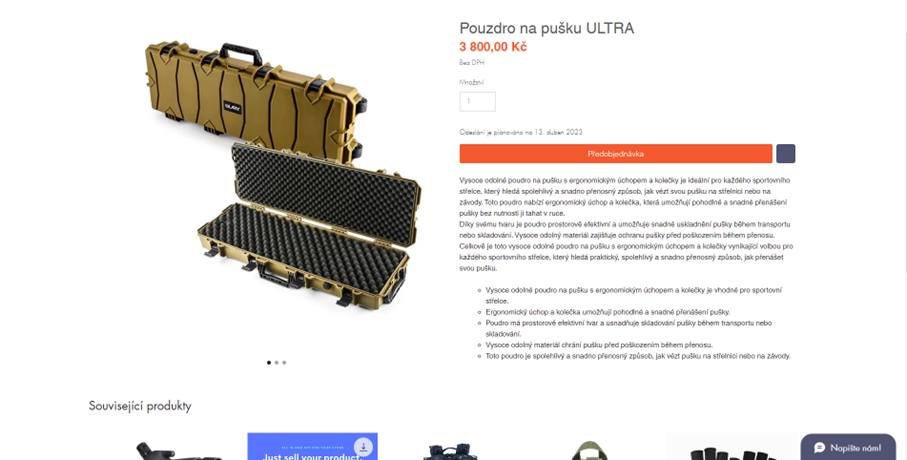 Pouzdro na pušku ULTRA
3 800,00 Kč
Bez DPH
Množství
1
Odeslání je plánováno na 13. duben 2023
Předobjednávka
Vysoce odolné poudro na pušku s ergonomickým úchopem a kolečky je ideální pro každého sportovního
střelce, který hledá spolehlivý a snadno přenosný způsob, jak vézt svou pušku na střelnici nebo na
závody. Toto poudro nabízí ergonomický úchop a kolečka, která umožňují pohodlné a snadné přenášení
pušky bez nutnosti ji tahat v ruce.
Díky svému tvaru je poudro prostorově efektivní a umožňuje snadné uskladnění pušky během transportu
nebo skladování. Vysoce odolný materiál zajišťuje ochranu pušky před poškozením během přenosu.
Celkově je toto vysoce odolné poudro na pušku s ergonomickým úchopem a kolečky vynikající volbou pro
každého sportovního střelce, který hledá praktický, spolehlivý a snadno přenosný způsob, jak přenášet
svou pušku.
Vysoce odolné poudro na pušku s ergonomickým úchopem a kolečky je vhodné pro sportovní
střelce.
Ergonomický úchop a kolečka umožňují pohodlné a snadné přenášení pušky.
Poudro má prostorově efektivní tvar a usnadňuje skladování pušky během transportu nebo
skladování.
Vysoce odolný materiál chrání pušku před poškozením během přenosu.
Toto poudro je spolehlivý a snadno přenosný způsob, jak vézt pušku na střelnici nebo na závody.
Související produkty
Just sell your product.
Napište nám!